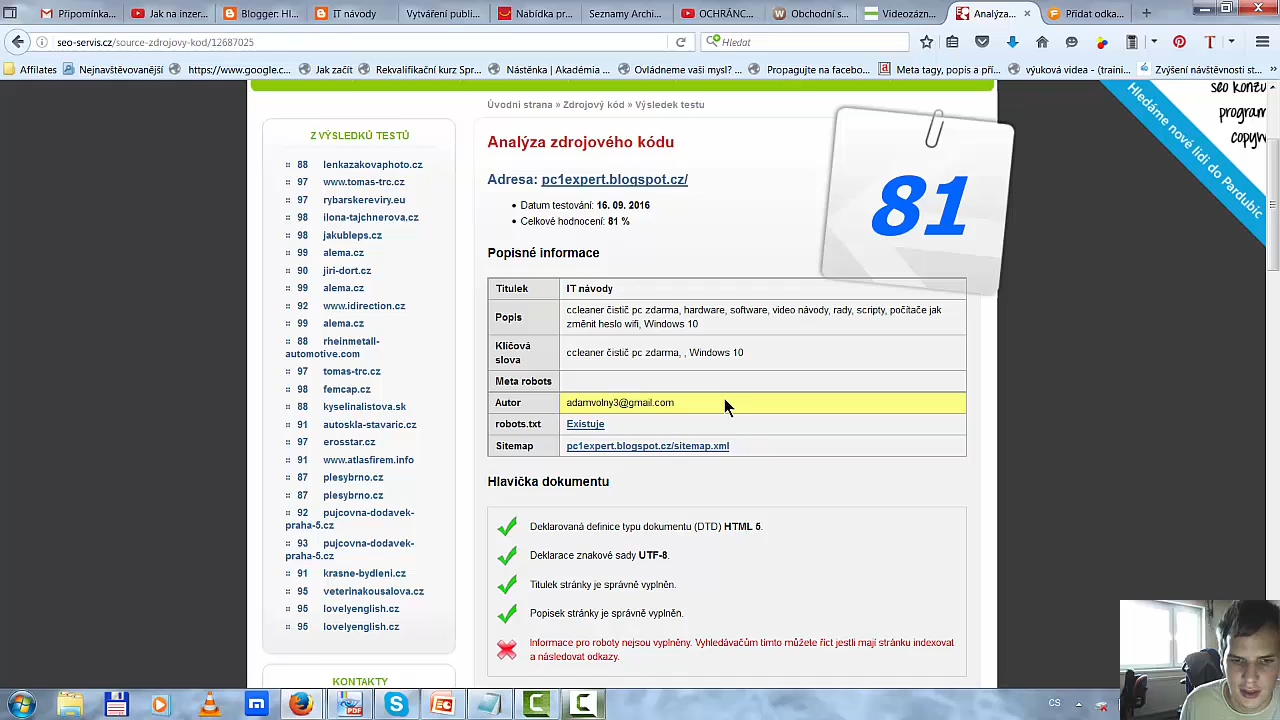 Připomínka...
Jak na inzer...
Blogger: Hl...
IT návody
Vytváření publ...
Nabídk...
Seznamy Archi...
OCHRÁNC...
Obchodní s...
Videozázn...
Analýza...
Přidat odka...
seo-servis.cz/source-zdrojovy-kod/12687025
Hledat
Affilates
Nejnavštěvovanější
https://www.google.c...
Jak začít
Rekvalifikační kurz Spr...
Nástěnka | Akadémia ...
Ovládneme vaši mysl? ...
Propagujte na facebo...
Meta tagy, popis a pří...
výuková videa - (traini...
Zvýšení návštěvnosti st...
seo konzu
program
copyw
Hledáme nové lidi do Pardubic
Úvodni strana » Zdrojový kód » Výsledek testu
Z VÝSLEDKŮ TESTŮ
88 lenkazakovaphoto.cz
97 www.tomas-trc.cz
97 rybarskereviry.eu
98 ilona-tajchnerova.cz
98 jakubleps.cz
99 alema.cz
90 jiri-dort.cz
99 alema.cz
92 www.idirection.cz
99 alema.cz
88 rheinmetall-
automotive.com
97 tomas-trc.cz
98 femcap.cz
88 kyselinalistova.sk
91 autoskla-stavaric.cz
97 erosstar.cz
91 www.atlasfirem.info
87 plesybrno.cz
87 plesybrno.cz
92 pujcovna-dodavek-
praha-5.cz
93 pujcovna-dodavek-
praha-5.cz
91 krasne-bydleni.cz
95 veterinakousalova.cz
95 lovelyenglish.cz
95 lovelyenglish.cz
KONTAKTY
Analýza zdrojového kódu
81
Adresa: pc1expert.blogspot.cz/
Datum testování: 16. 09. 2016
Celkové hodnocení: 81 %
Popisné informace
Titulek IT návody
Popis ccleaner čistič pc zdarma, hardware, software, video návody, rady, scripty, počítače jak
změnit heslo wifi, Windows 10
Klíčová
slova ccleaner čistič pc zdarma, , Windows 10
Meta robots
Autor adamvolny3@gmail.com
robots.txt Existuje
Sitemap pc1expert.blogspot.cz/sitemap.xml
Hlavička dokumentu
Deklarovaná definice typu dokumentu (DTD) HTML 5.
Deklarace znakové sady UTF-8.
Titulek stránky je správně vyplněn.
Popisek stránky je správně vyplněn.
Informace pro roboty nejsou vyplněny. Vyhledávačům tímto můžete říct jestli mají stránku indexovat
a následovat odkazy.
CS